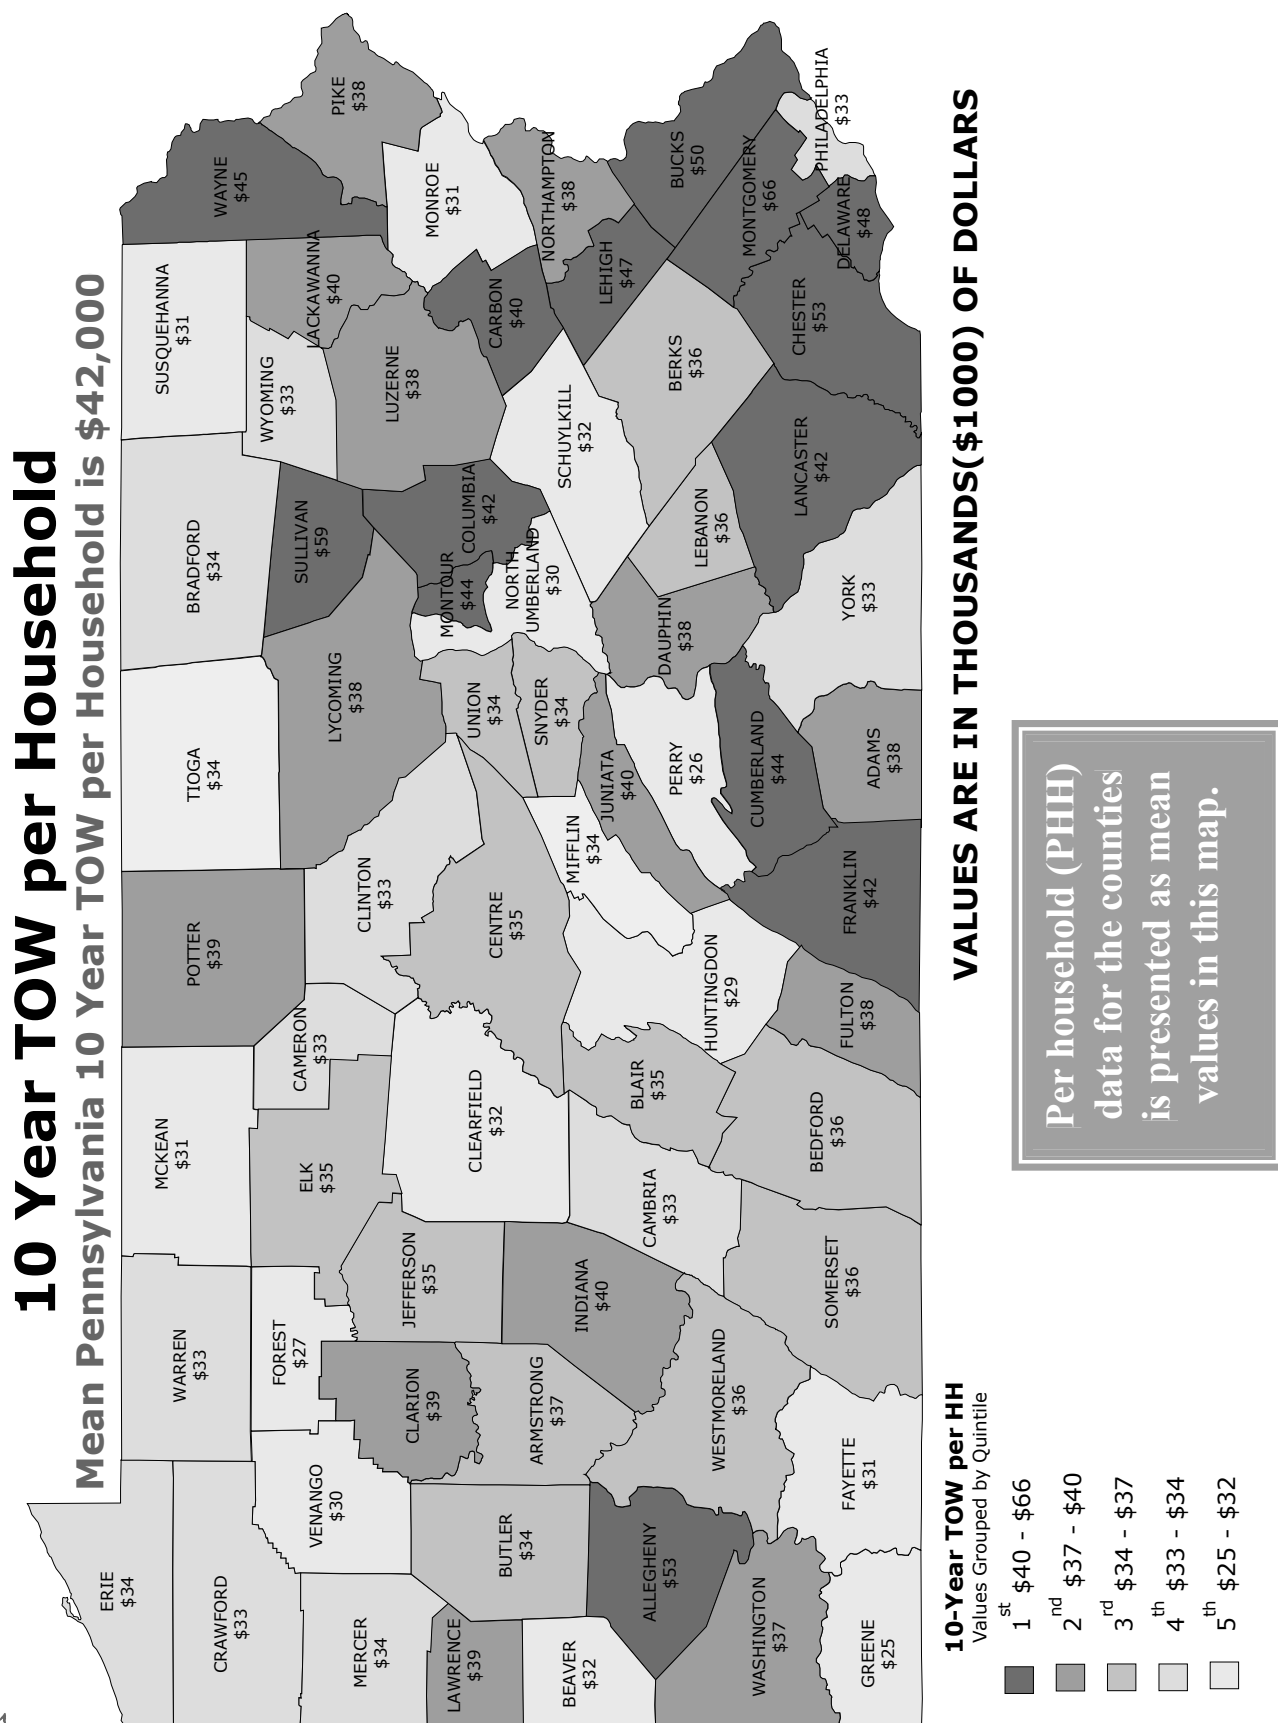 10 Year TOW per Household
Mean Pennsylvania 10 Year TOW per Household is $42,000
ERIE
$34
CRAWFORD
$33
MERCER
$34
LAWRENCE
$39
BEAVER
$32
WASHINGTON
$37
GREENE
$25
WARREN
$33
FOREST
$27
VENANGO
$30
CLARION
$39
BUTLER
$34
ARMSTRONG
$37
ALLEGHENY
$53
WESTMORELAND
$36
FAYETTE
$31
MCKEAN
$31
ELK
$35
JEFFERSON
$35
INDIANA
$40
CLEARFIELD
$32
CAMBRIA
$33
SOMERSET
$36
POTTER
$39
CAMERON
$33
CLINTON
$33
CENTRE
$35
BLAIR
$35
BEDFORD
$36
HUNTINGDON
$29
FULTON
$38
FRANKLIN
$42
TIOGA
$34
LYCOMING
$38
UNION
$34
SNYDER
$34
MIFFLIN
$34
JUNIATA
$40
PERRY
$26
CUMBERLAND
$44
ADAMS
$38
BRADFORD
$34
SULLIVAN
$59
MONTOUR
$44
COLUMBIA
$42
NORTH
UMBERLAND
$30
DAUPHIN
$38
LEBANON
$36
YORK
$33
SUSQUEHANNA
$31
WYOMING
$33
LACKAWANNA
$40
LUZERNE
$38
SCHUYLKILL
$32
BERKS
$36
LANCASTER
$42
WAYNE
$45
PIKE
$38
MONROE
$31
CARBON
$40
NORTHAMPTON
$38
LEHIGH
$47
BUCKS
$50
MONTGOMERY
$66
CHESTER
$53
DELAWARE
$48
PHILADELPHIA
$33
VALUES ARE IN THOUSANDS($1000) OF DOLLARS
10-Year TOW per HH
Values Grouped by Quintile
1st $40 - $66
2nd $37 - $40
3rd $34 - $37
4th $33 - $34
5th $25 - $32
Per household (PHH)
data for the counties
is presented as mean
values in this map.